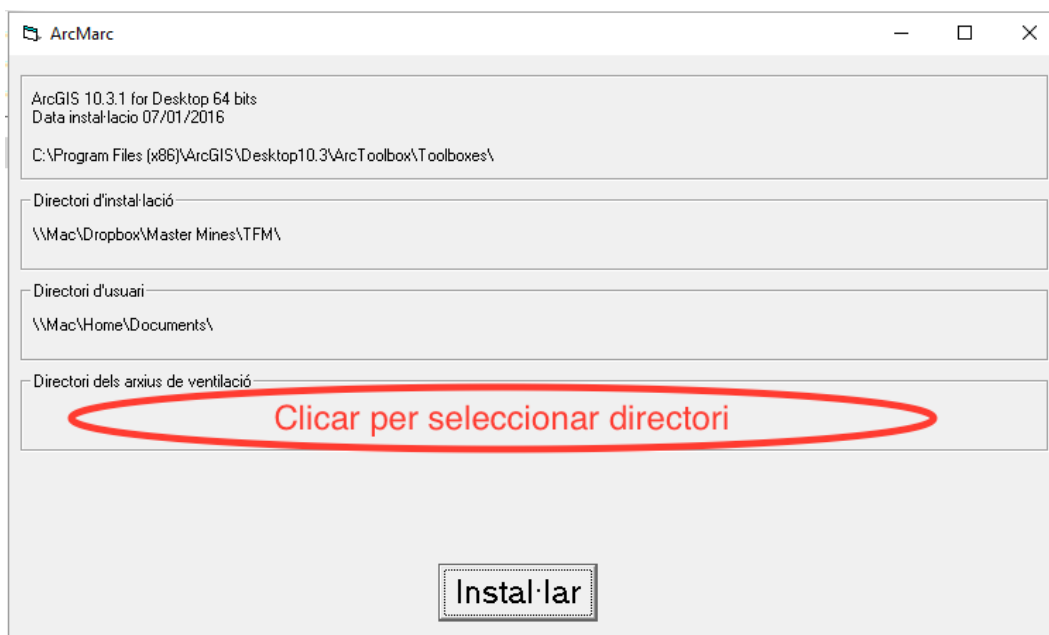 ArcMarc
ArcGIS 10.3.1 for Desktop 64 bits
Data instal·lacio 07/01/2016
C:\Program Files (x86)\ArcGIS\Desktop10.3\ArcToolbox\Toolboxes\
Directori d'instal·lació
\\Mac\Dropbox\Master Mines\TFM\
Directori d'usuari
\\Mac\Home\Documents\
Directori dels arxius de ventilació
Clicar per seleccionar directori
Instal·lar